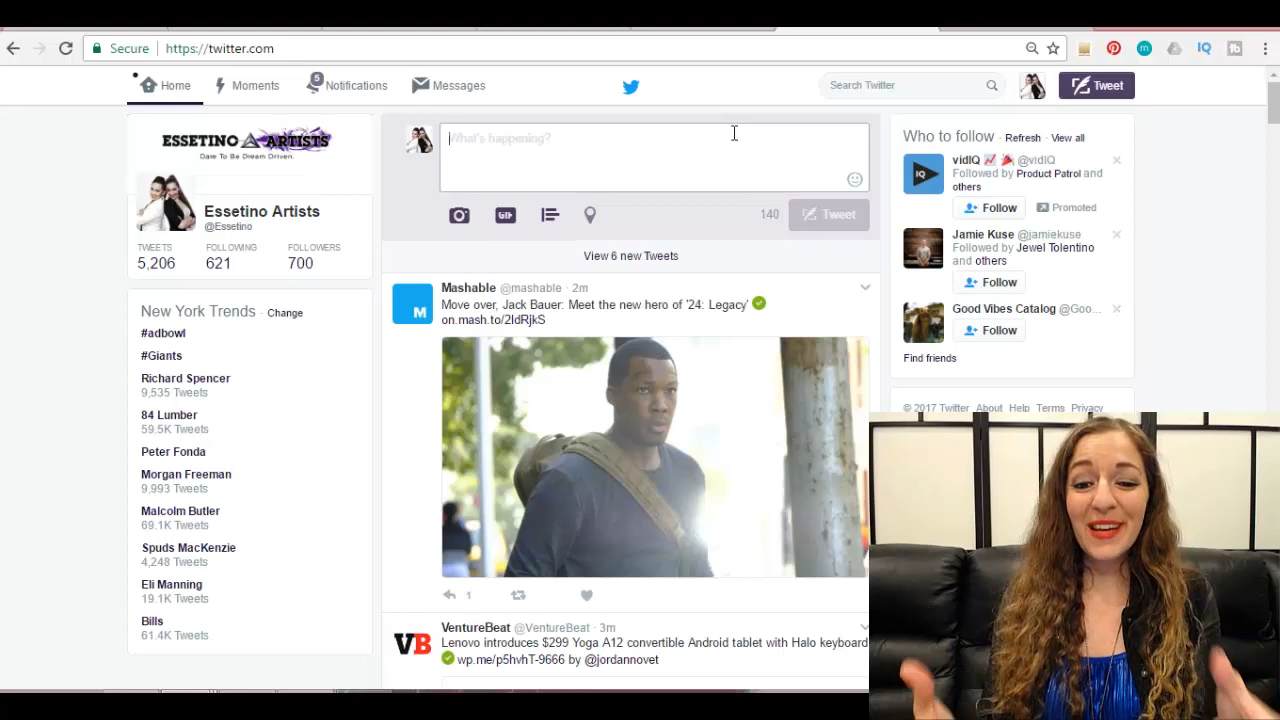 Secure https://twitter.com
Home Moments 5 Notifications Messages Search Twitter Tweet
ESSETINO ARTISTS
Dare To Be Dream Driven.
Essetino Artists
@Essetino
TWEETS FOLLOWING FOLLOWERS
5,206 621 700
New York Trends · Change
#adbowl
#Giants
Richard Spencer
9,535 Tweets
84 Lumber
59.5K Tweets
Peter Fonda
Morgan Freeman
9,993 Tweets
Malcolm Butler
69.1K Tweets
Spuds MacKenzie
4,248 Tweets
Eli Manning
19.1K Tweets
Bills
61.4K Tweets
What's happening?
GIF 140 Tweet
View 6 new Tweets
M
Mashable @mashable · 2m
Move over, Jack Bauer: Meet the new hero of '24: Legacy'
on.mash.to/2ldRjkS
1
VB
VentureBeat @VentureBeat · 3m
Lenovo introduces $299 Yoga A12 convertible Android tablet with Halo keyboard
wp.me/p5hvhT-9666 by @jordannovet
Who to follow · Refresh · View all
IQ
vidIQ @vidIQ
Followed by Product Patrol and
others
Follow Promoted
Jamie Kuse @jamiekuse
Followed by Jewel Tolentino
and others
Follow
Good Vibes Catalog @Goo...
Follow
Find friends
© 2017 Twitter About Help Terms Privacy